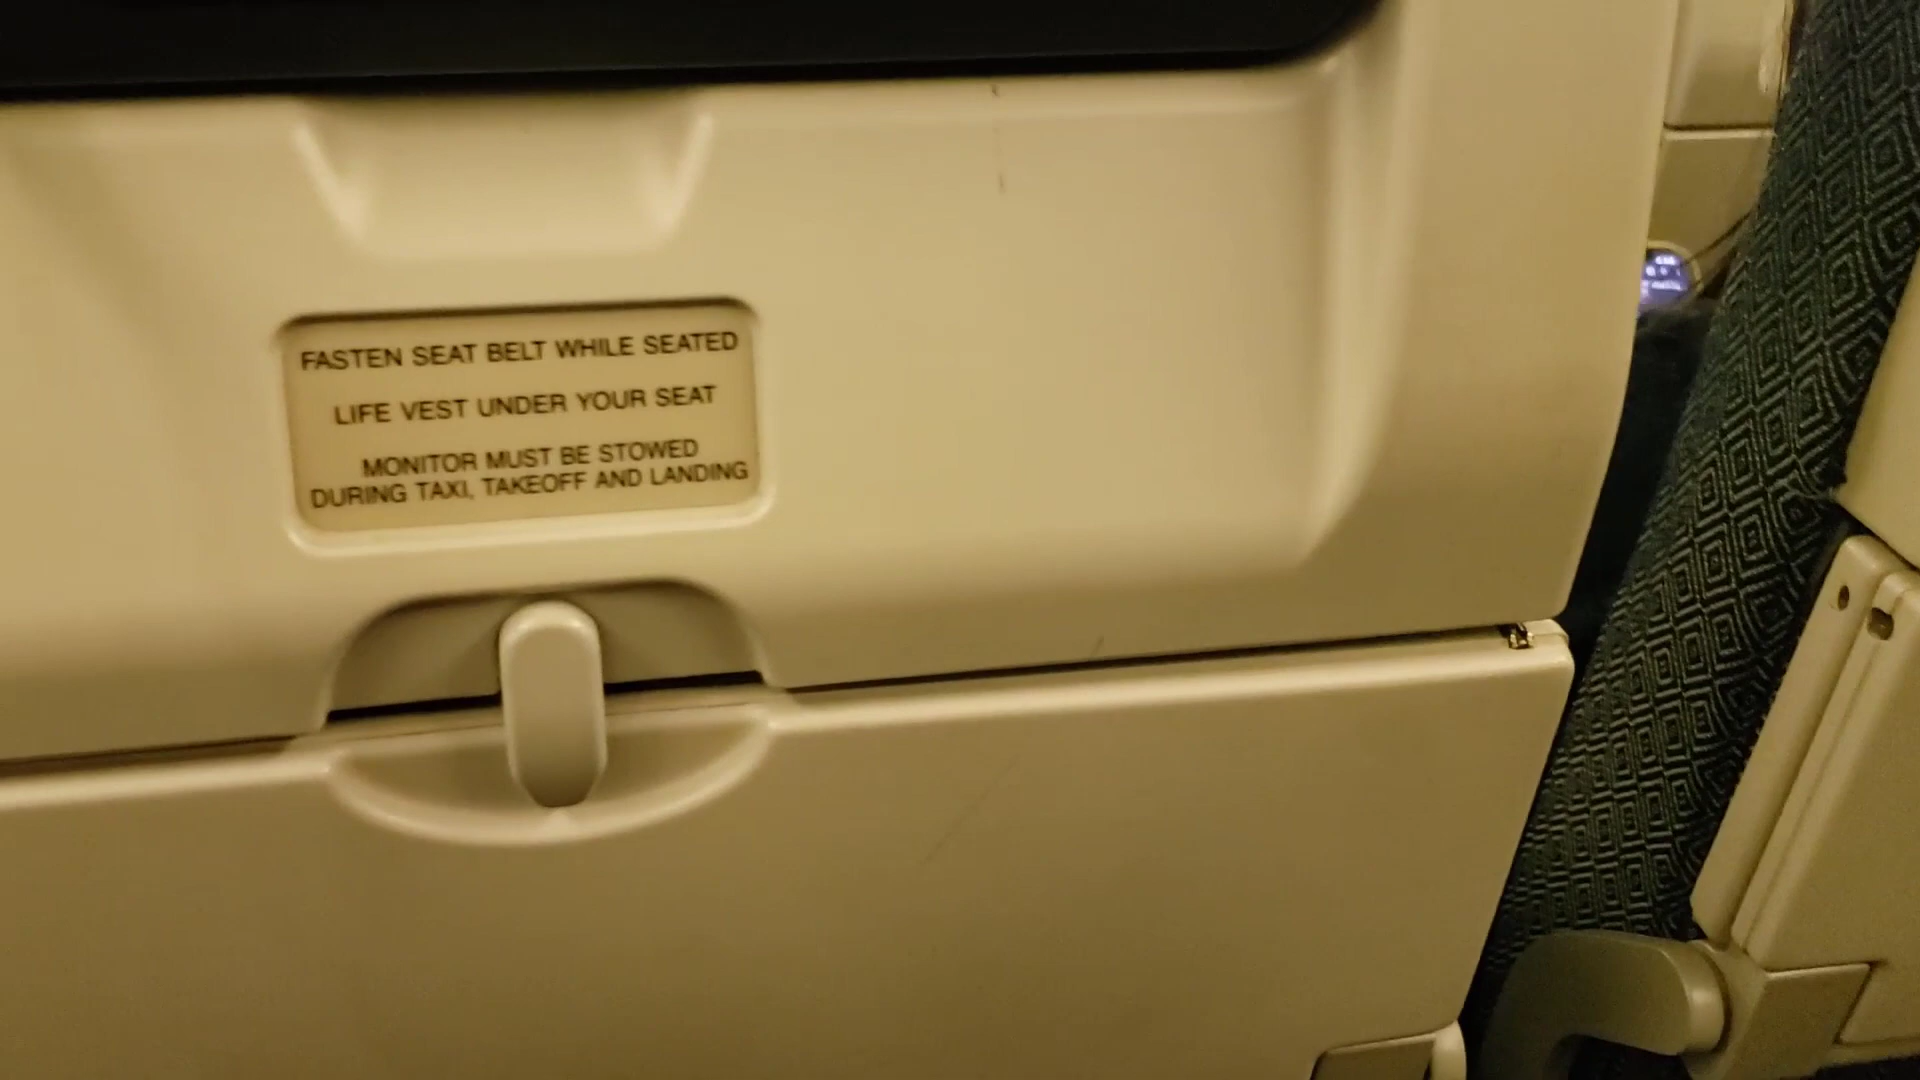 FASTEN SEAT BELT WHILE SEATED
LIFE VEST UNDER YOUR SEAT
MONITOR MUST BE STOWED
DURING TAXI, TAKEOFF AND LANDING